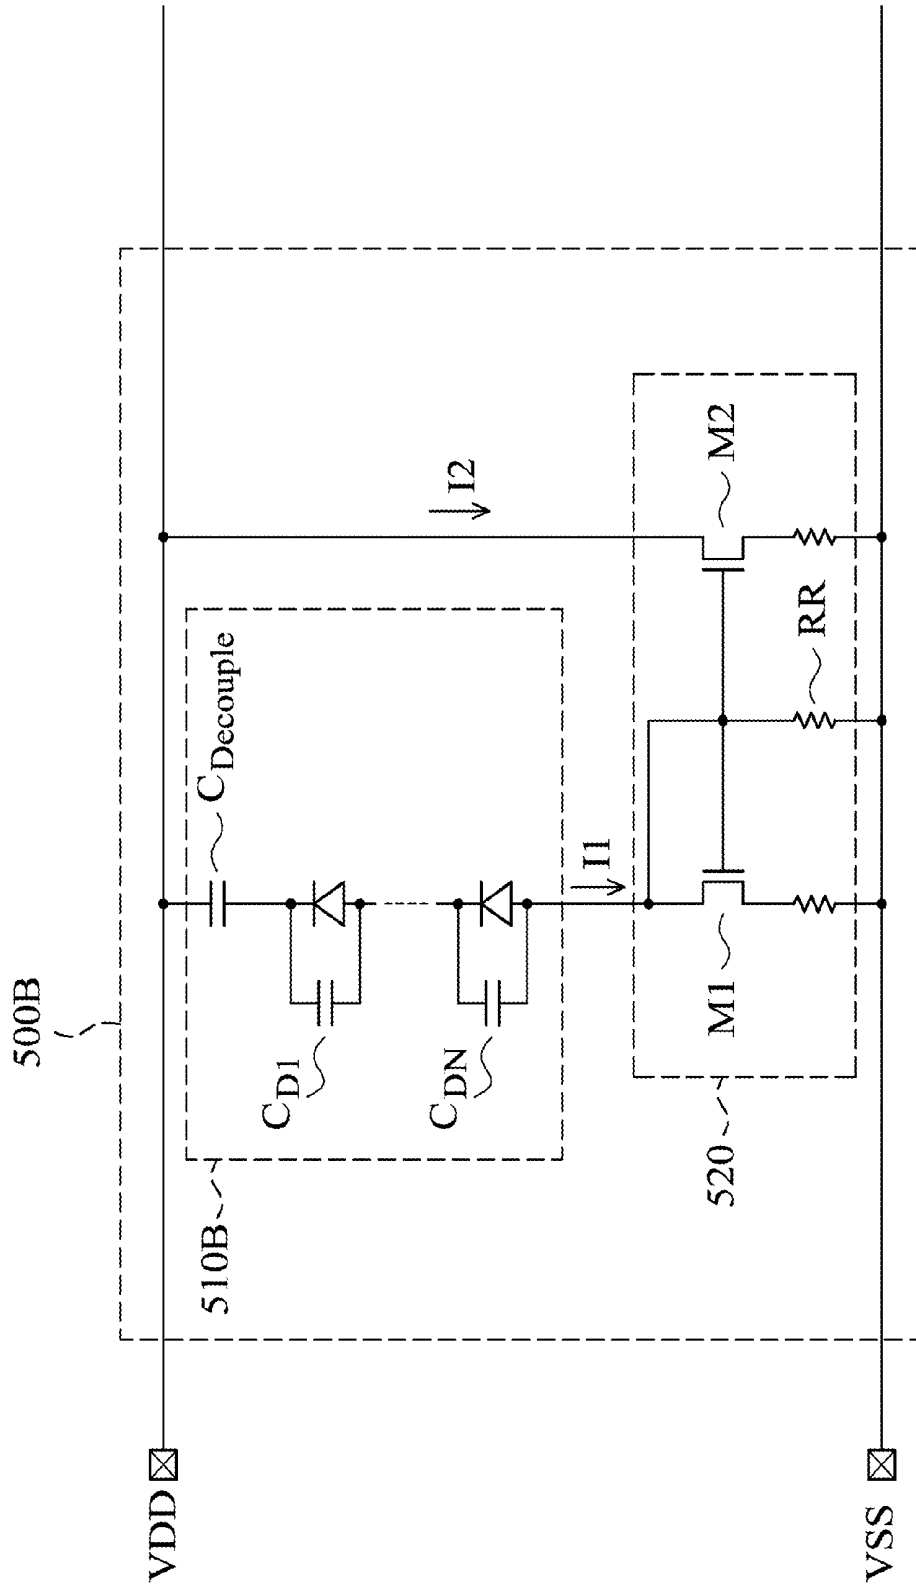 500B
VDD
510B
C_Decouple
C_D1
C_DN
I1
I2
520
M1
M2
RR
VSS